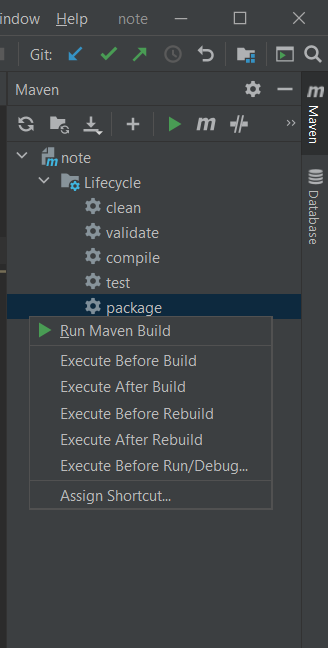 indow Help note
Git:
Maven
note
Lifecycle
clean
validate
compile
test
package
Run Maven Build
Execute Before Build
Execute After Build
Execute Before Rebuild
Execute After Rebuild
Execute Before Run/Debug...
Assign Shortcut...
m
Maven
Database